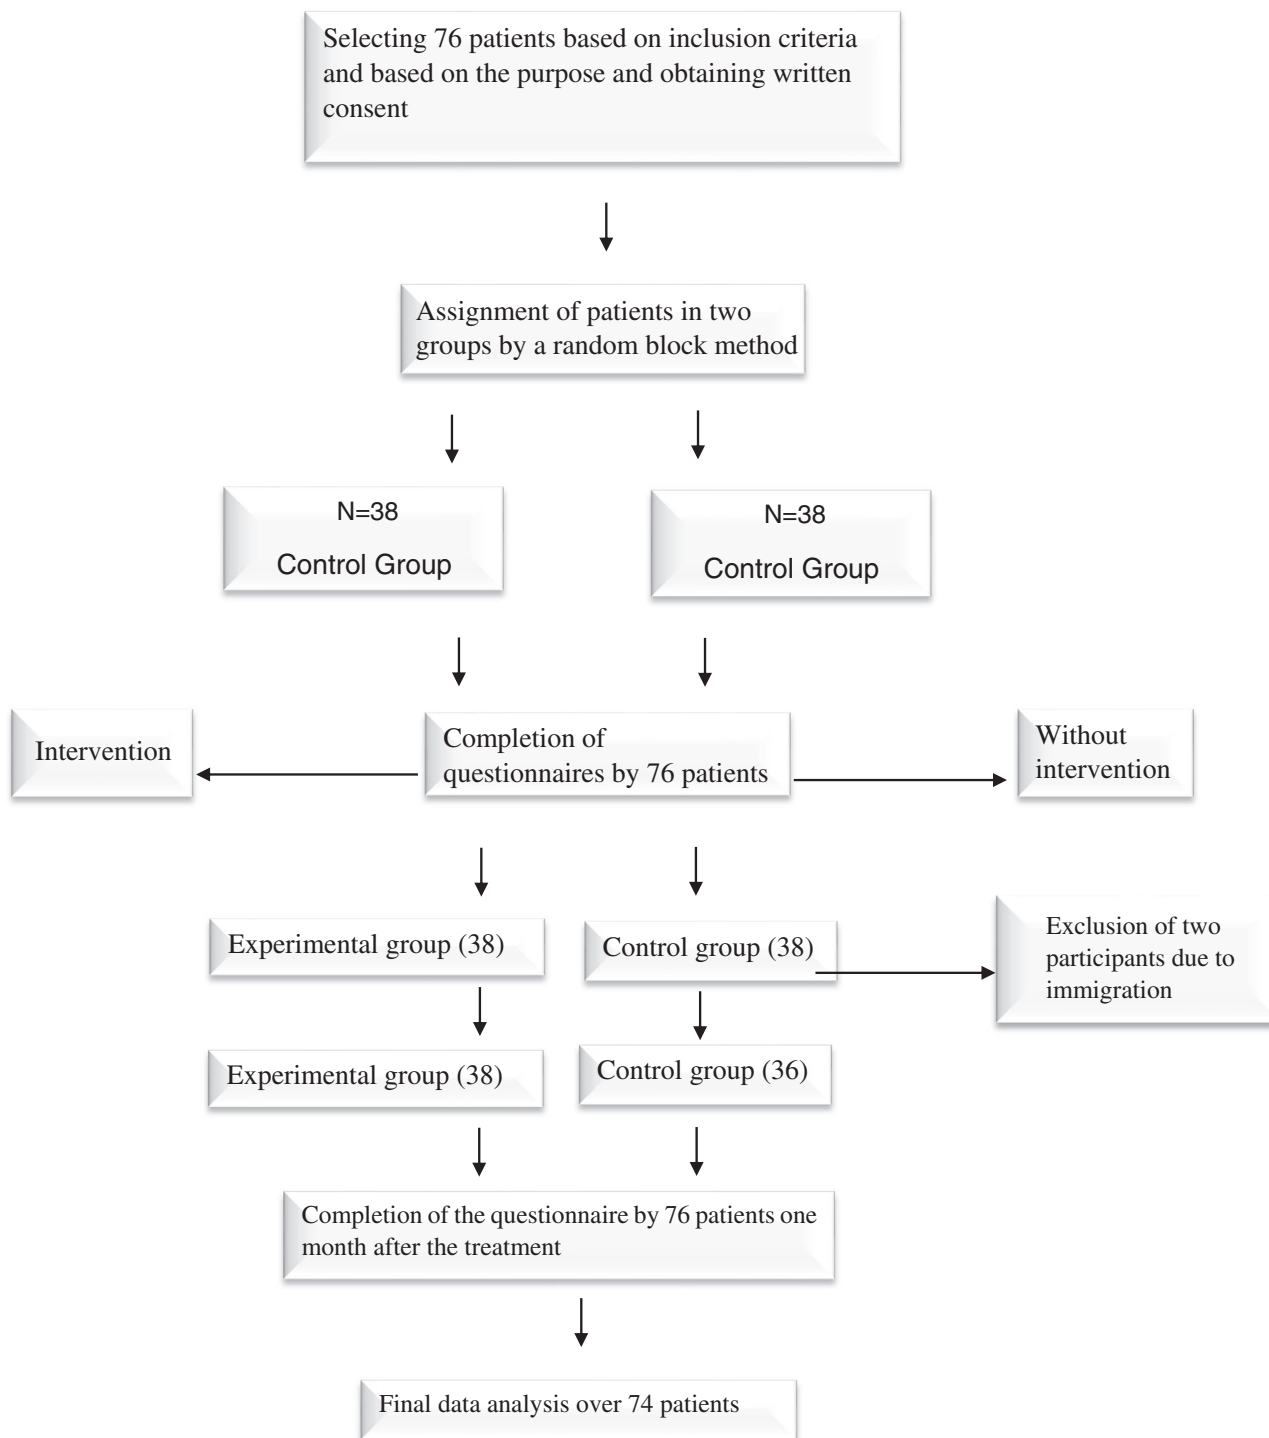 Selecting 76 patients based on inclusion criteria
and based on the purpose and obtaining written
consent
Assignment of patients in two
groups by a random block method
N=38
Control Group
N=38
Control Group
Intervention
Completion of
questionnaires by 76 patients
Without
intervention
Experimental group (38)
Control group (38)
Exclusion of two
participants due to
immigration
Experimental group (38)
Control group (36)
Completion of the questionnaire by 76 patients one
month after the treatment
Final data analysis over 74 patients